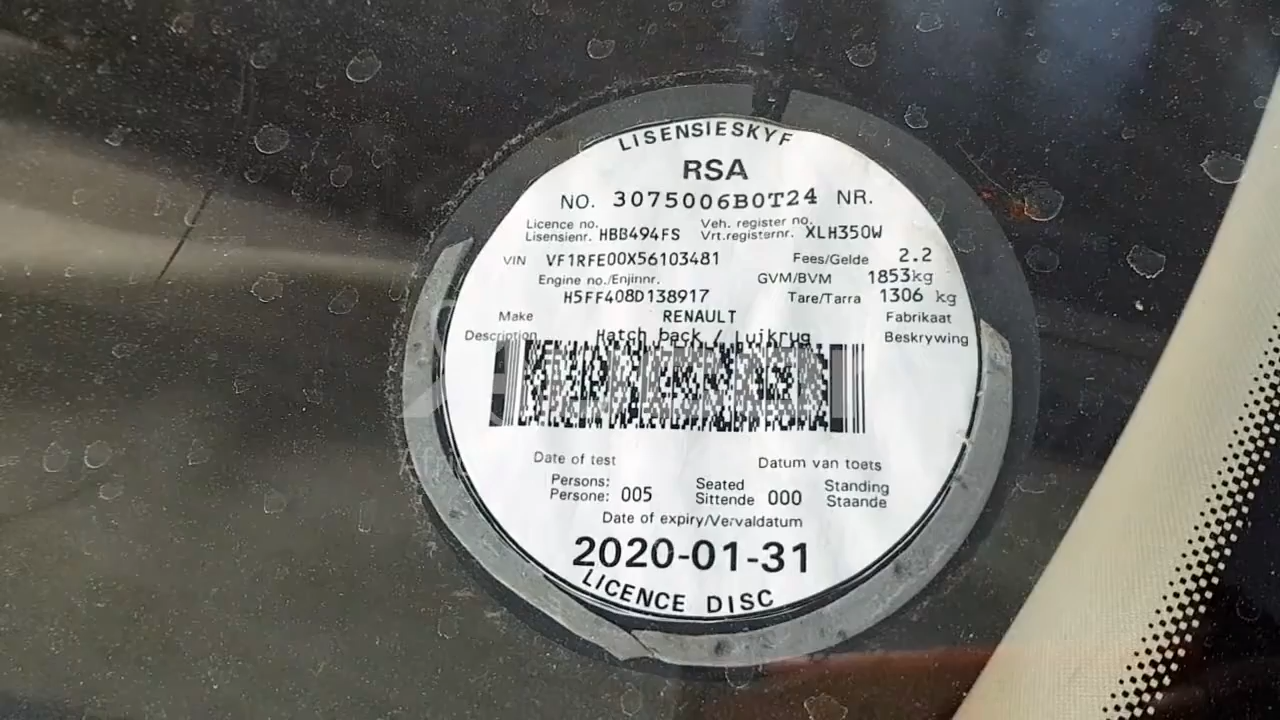 LISENSIESKYF
RSA
NO. 3075006B0T24 NR.
Licence no. Veh. register no.
Lisensienr. HBB494FS Vrt.registernr. XLH350W
VIN VF1RFE00X56103481 Fees/Gelde 2.2
Engine no./Enjinnr. GVM/BVM 1853kg
H5FF408D138917 Tare/Tarra 1306 kg
Make RENAULT Fabrikaat
Description Hatch back / Luikrug Beskrywing
Date of test Datum van toets
Persons: Seated Standing
Persone: 005 Sittende 000 Staande
Date of expiry/Vervaldatum
2020-01-31
LICENCE DISC